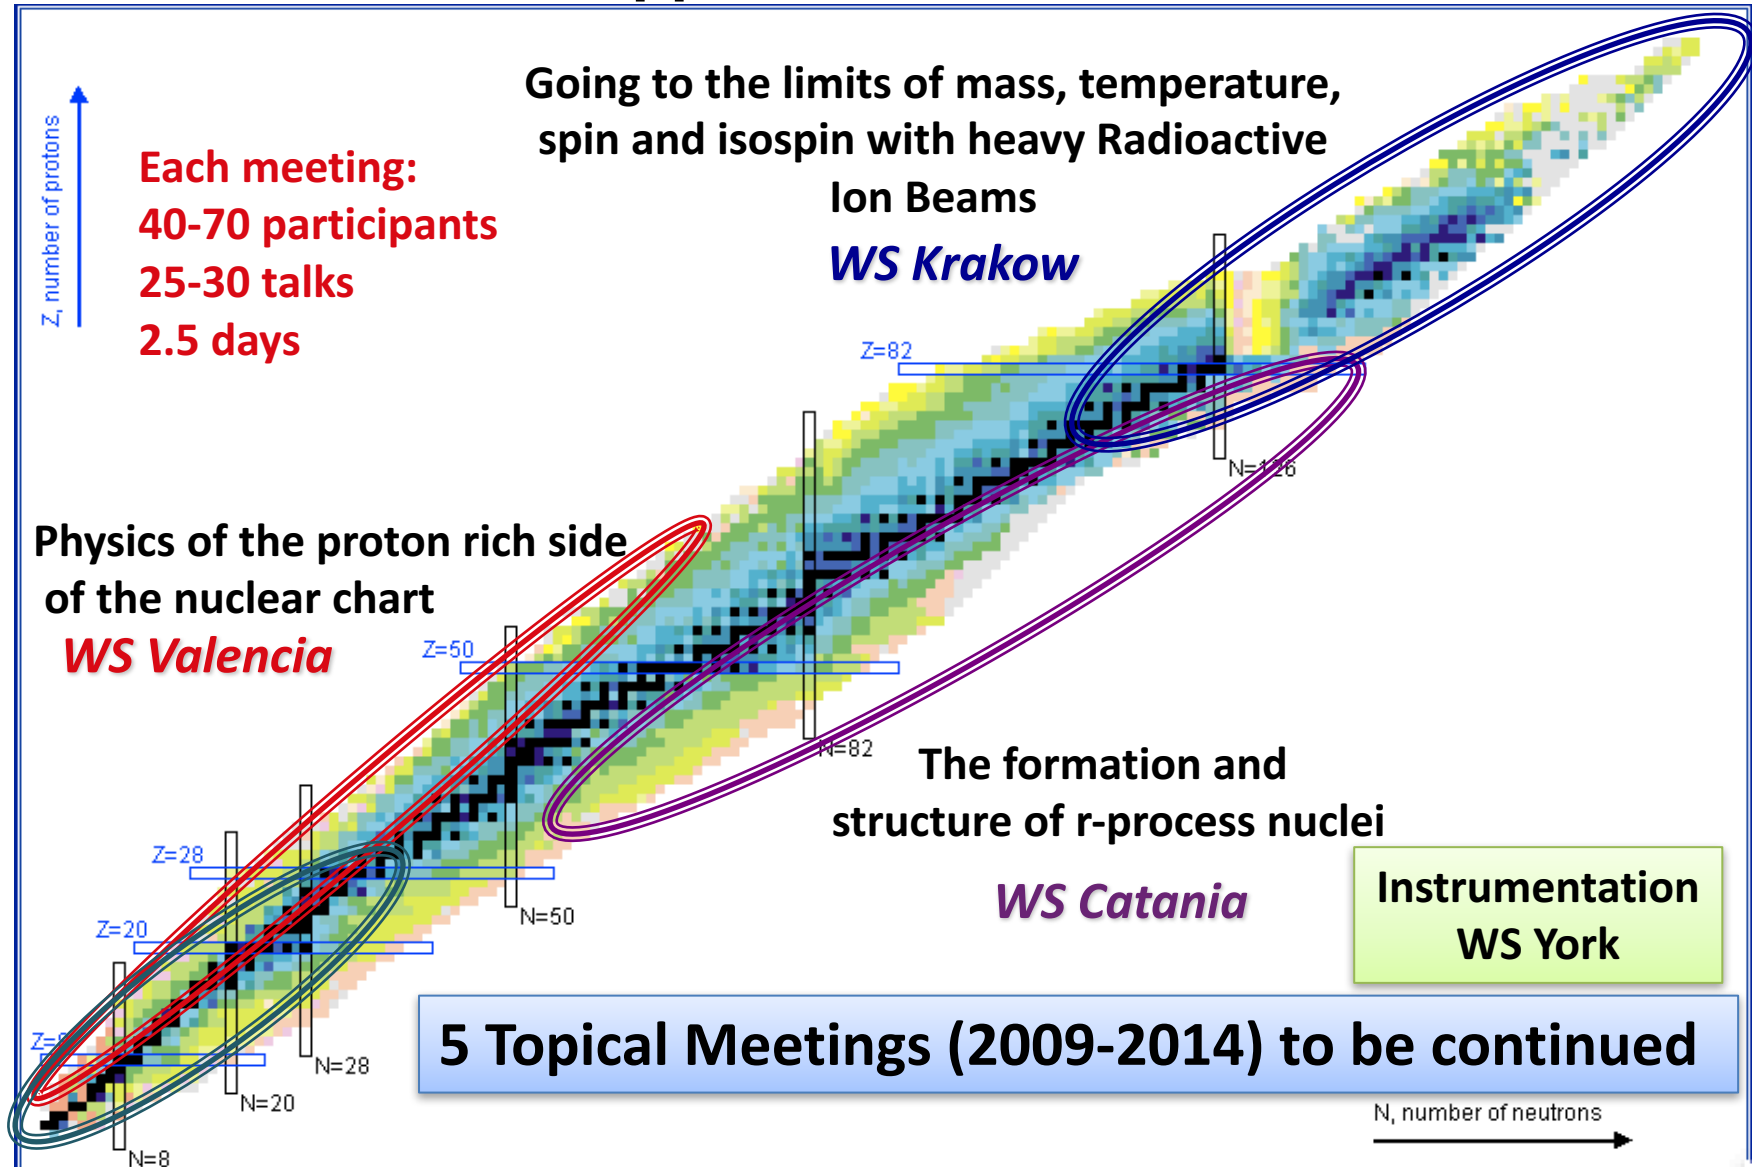 Going to the limits of mass, temperature,
spin and isospin with heavy Radioactive
Ion Beams
WS Krakow
Z, number of protons
Each meeting:
40-70 participants
25-30 talks
2.5 days
Z=82
N=126
Physics of the proton rich side
of the nuclear chart
WS Valencia
Z=50
N=82
The formation and
structure of r-process nuclei
WS Catania
Z=28
N=50
Instrumentation
WS York
Z=20
5 Topical Meetings (2009-2014) to be continued
N=28
N=20
N, number of neutrons
N=8